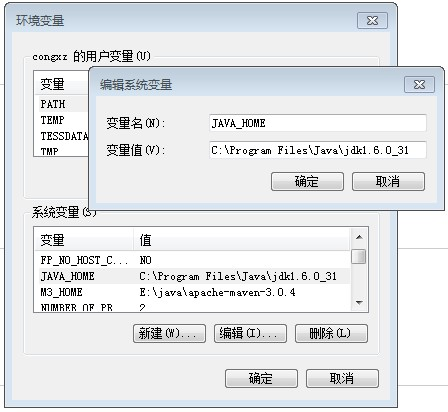 环境变量
congxz 的用户变量(U)
变量
PATH
TEMP
TESSDATA
TMP
编辑系统变量
变量名(N):
JAVA_HOME
变量值(V):
C:\Program Files\Java\jdk1.6.0_31
确定
取消
系统变量(S)
变量 值
FP_NO_HOST_C... NO
JAVA_HOME C:\Program Files\Java\jdk1.6.0_31
M3_HOME E:\java\apache-maven-3.0.4
NUMBER_OF_PR 2
新建(W)... 编辑(I)... 删除(L)
确定 取消